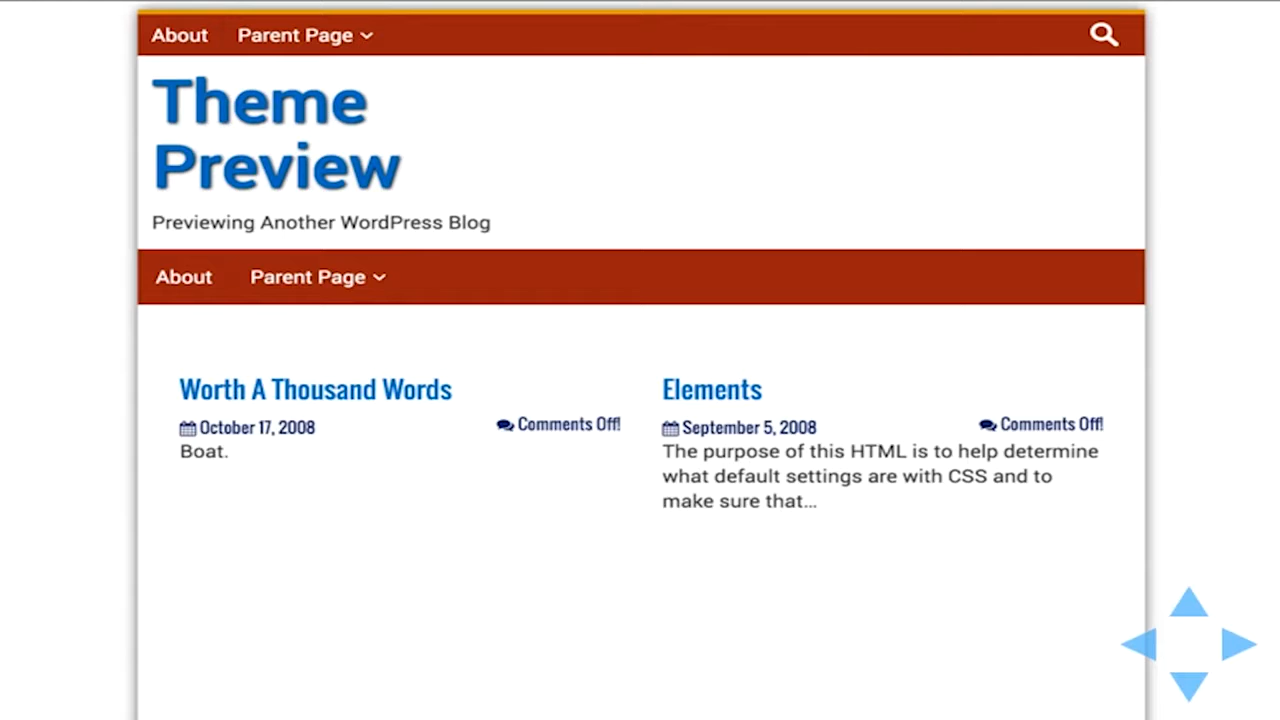 About Parent Page
Theme
Preview
Previewing Another WordPress Blog
About Parent Page
Worth A Thousand Words
October 17, 2008 Comments Off!
Boat.
Elements
September 5, 2008 Comments Off!
The purpose of this HTML is to help determine
what default settings are with CSS and to
make sure that...